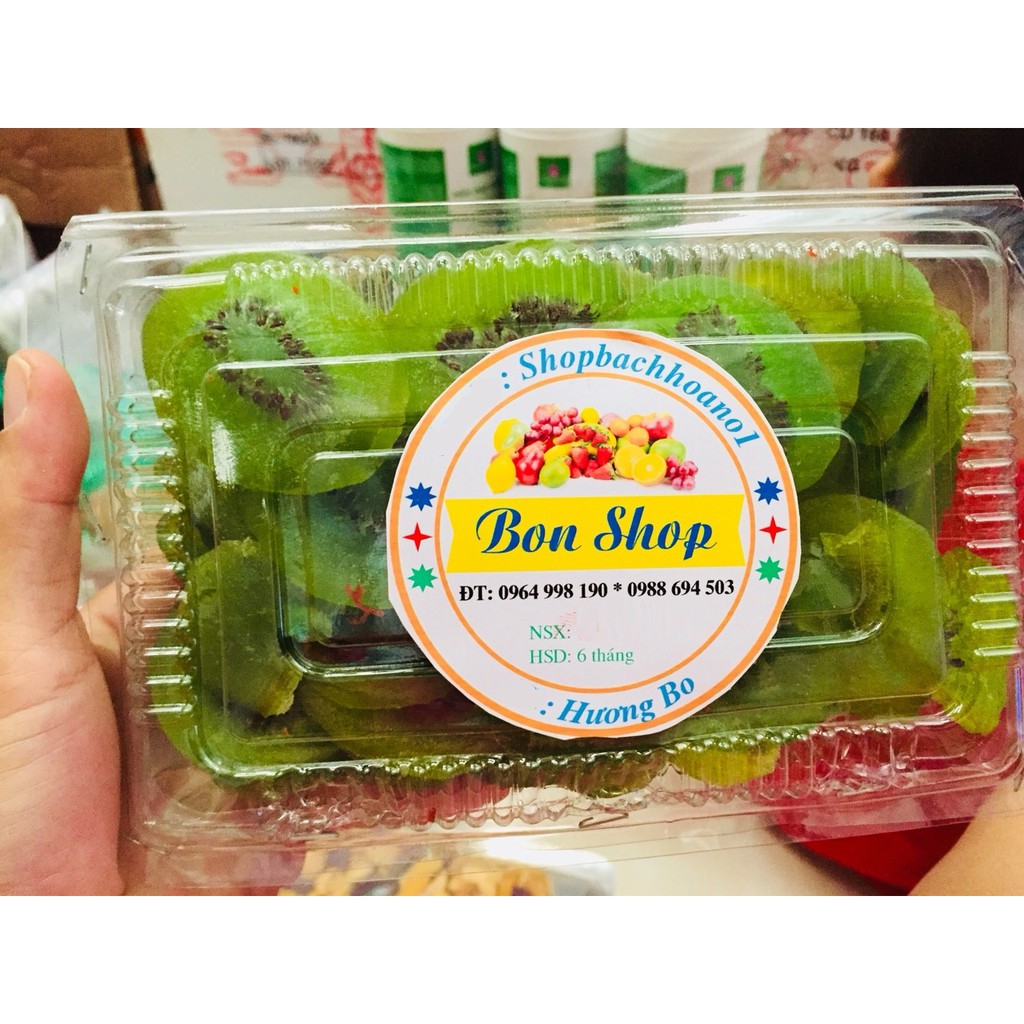 : Shopbachhoano1
Bon Shop
ĐT: 0964 998 190 * 0988 694 503
NSX:
HSD: 6 tháng
: Hương Bo